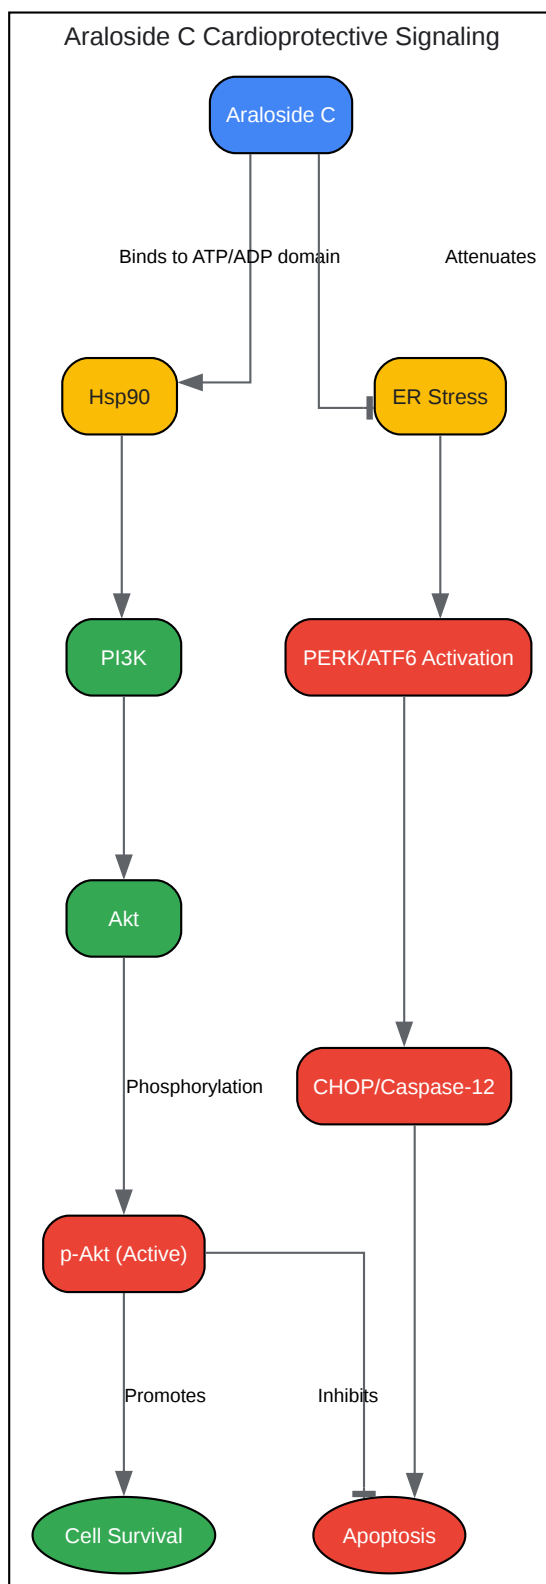 Araloside C Cardioprotective Signaling
Araloside C
Binds to ATP/ADP domain
Attenuates
Hsp90
ER Stress
PI3K
PERK/ATF6 Activation
Akt
Phosphorylation
CHOP/Caspase-12
p-Akt (Active)
Promotes
Inhibits
Cell Survival
Apoptosis